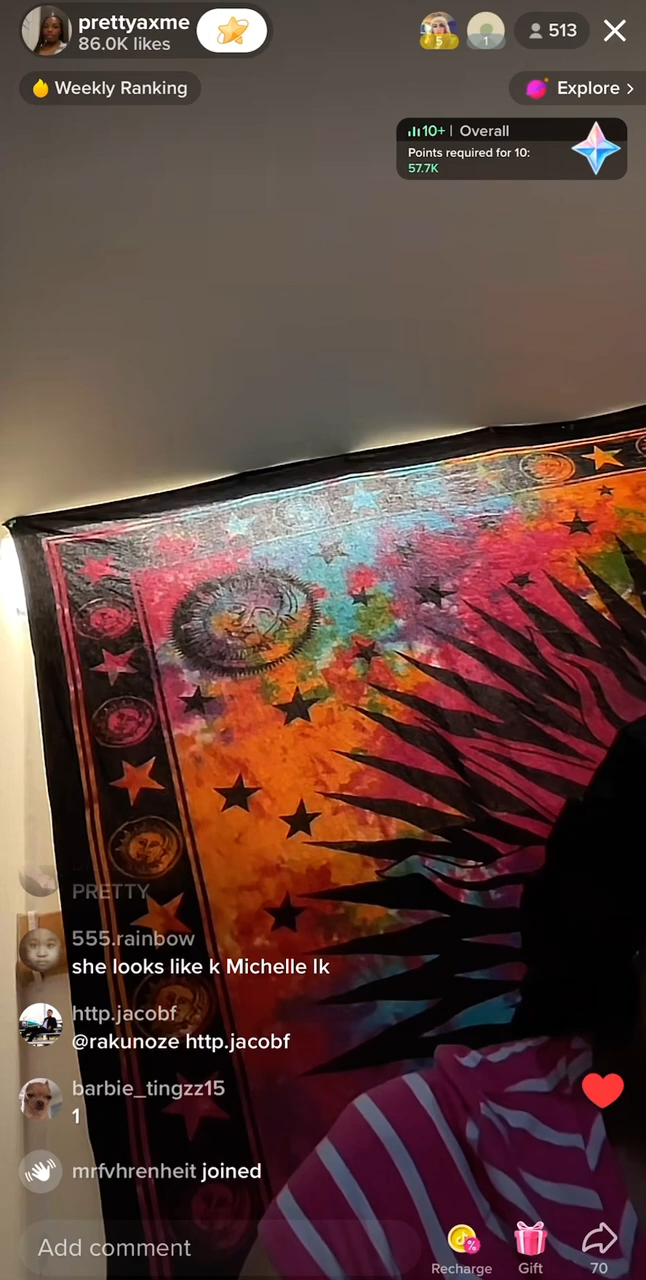 prettyaxme
86.0K likes
5
1
513
Weekly Ranking
Explore >
10+ | Overall
Points required for 10:
57.7K
PRETTY
555.rainbow
she looks like k Michelle lk
http.jacobf
@rakunoze http.jacobf
barbie_tingzz15
1
mrfvhrenheit joined
Add comment
Recharge
Gift
70